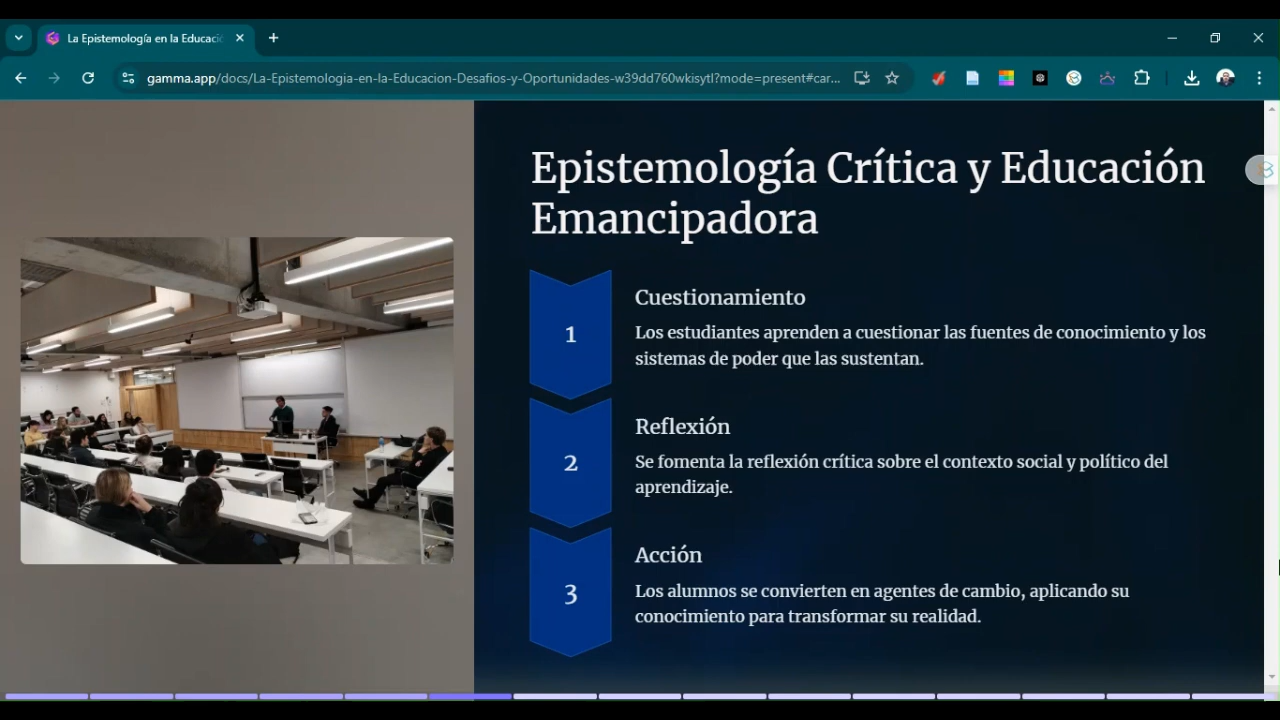 La Epistemología en la Educació
gamma.app/docs/La-Epistemologia-en-la-Educacion-Desafios-y-Oportunidades-w39dd760wkisytl?mode=present#car...
Epistemología Crítica y Educación
Emancipadora
1
Cuestionamiento
Los estudiantes aprenden a cuestionar las fuentes de conocimiento y los
sistemas de poder que las sustentan.
2
Reflexión
Se fomenta la reflexión crítica sobre el contexto social y político del
aprendizaje.
3
Acción
Los alumnos se convierten en agentes de cambio, aplicando su
conocimiento para transformar su realidad.